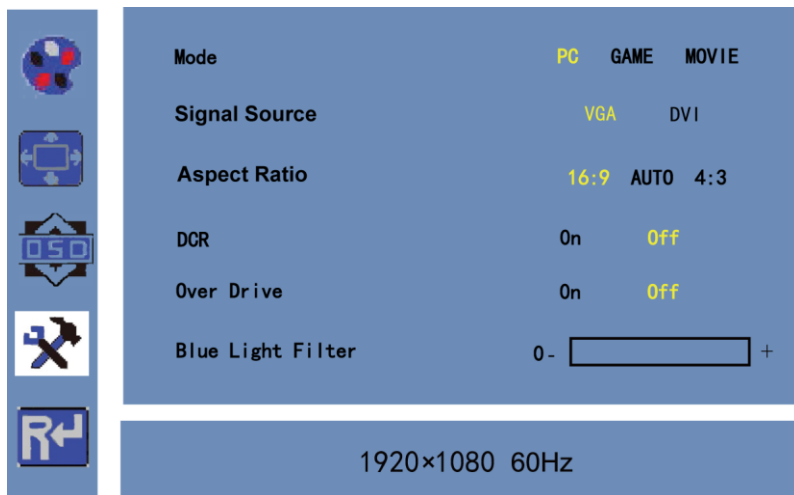 Mode PC GAME MOVIE
Signal Source VGA DVI
Aspect Ratio 16:9 AUTO 4:3
OSD
DCR On Off
Over Drive On Off
Blue Light Filter 0- +
R
1920×1080 60Hz